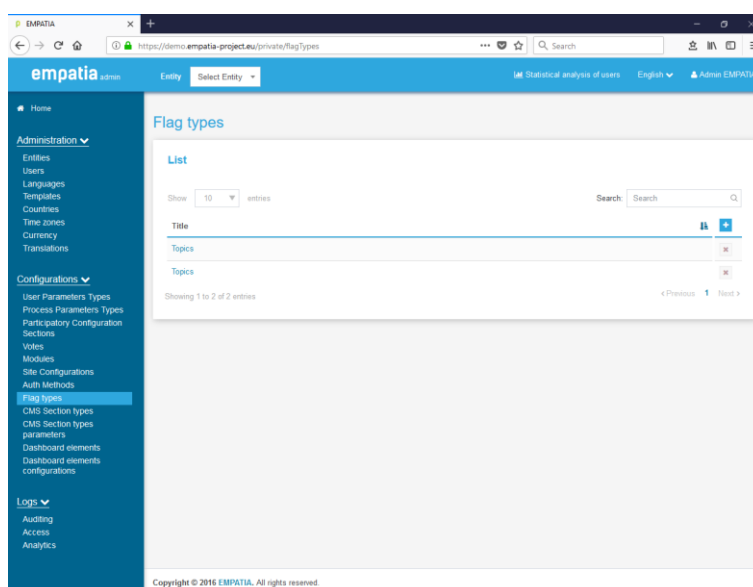 EMPATIA
https://demo.empatia-project.eu/private/flagTypes
Search
empatia admin
Entity
Select Entity
Statistical analysis of users
English
Admin EMPATIA
Home
Administration
Entities
Users
Languages
Templates
Countries
Time zones
Currency
Translations
Configurations
User Parameters Types
Process Parameters Types
Participatory Configuration
Sections
Votes
Modules
Site Configurations
Auth Methods
Flag types
CMS Section types
CMS Section types
parameters
Dashboard elements
Dashboard elements
configurations
Logs
Auditing
Access
Analytics
Flag types
List
Show 10 entries
Search: Search
Title
Topics
Topics
Showing 1 to 2 of 2 entries
Previous 1 Next
Copyright © 2016 EMPATIA. All rights reserved.